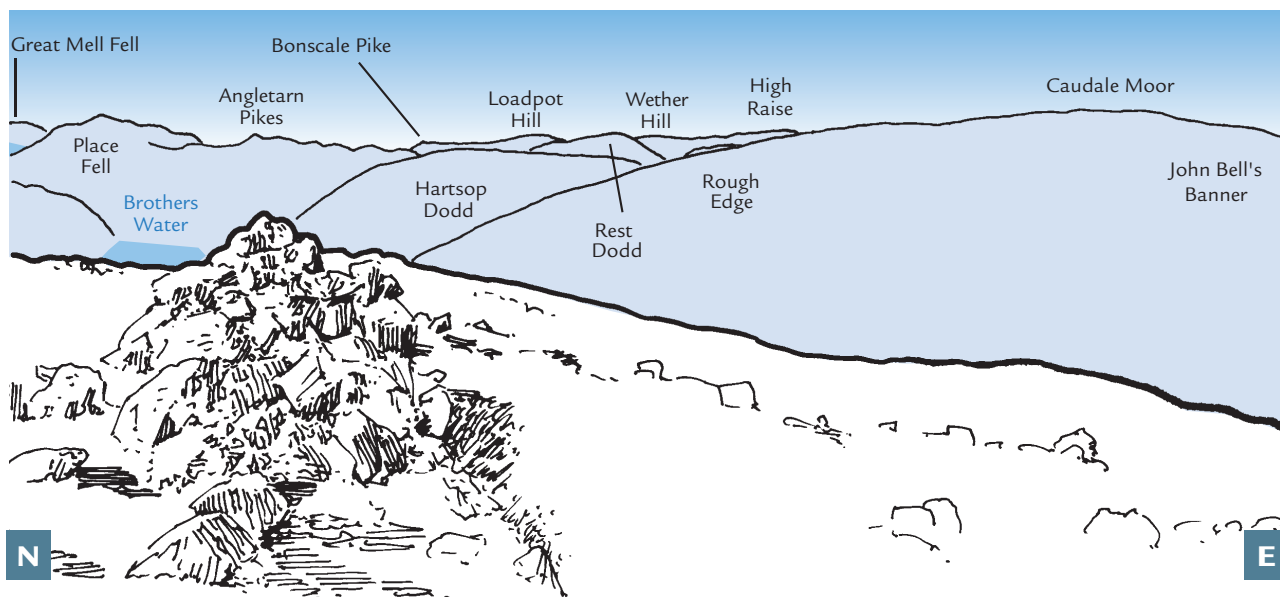 Great Mell Fell
Bonscale Pike
Angletarn
Pikes
Loadpot
Hill
Wether
Hill
High
Raise
Caudale Moor
Place
Fell
Brothers
Water
Hartsop
Dodd
Rough
Edge
John Bell's
Banner
Rest
Dodd
N
E